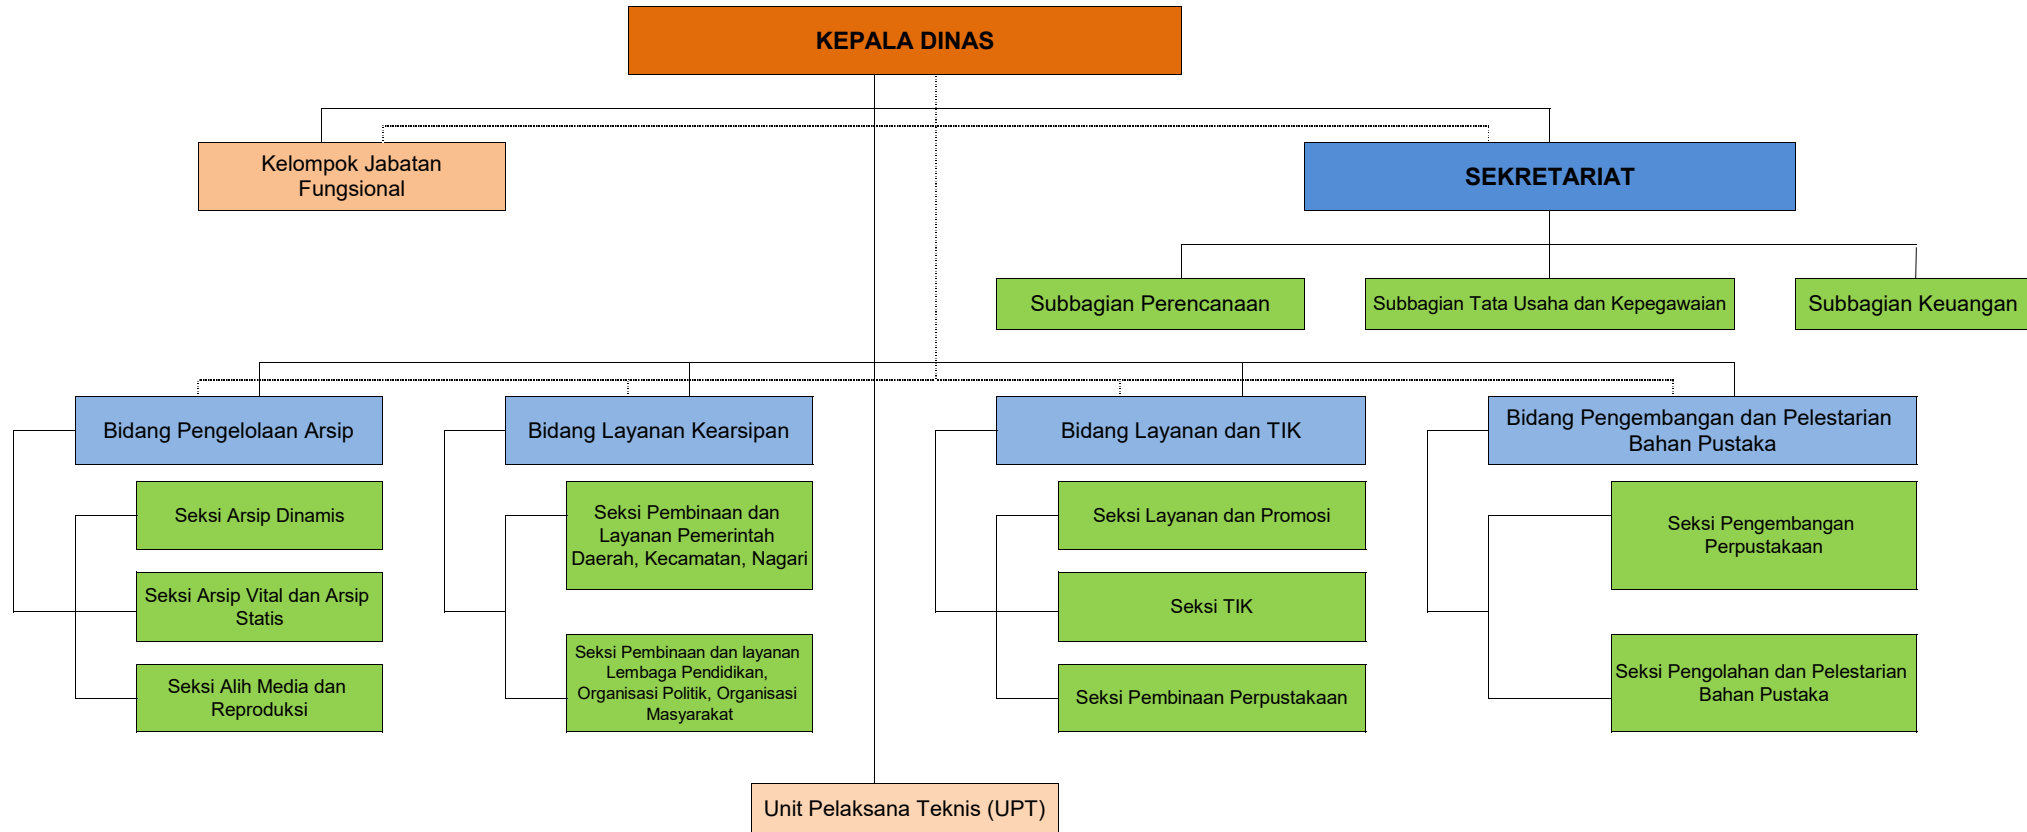 KEPALA DINAS
Kelompok Jabatan
Fungsional
SEKRETARIAT
Subbagian Perencanaan
Subbagian Tata Usaha dan Kepegawaian
Subbagian Keuangan
Bidang Pengelolaan Arsip
Bidang Layanan Kearsipan
Bidang Layanan dan TIK
Bidang Pengembangan dan Pelestarian
Bahan Pustaka
Seksi Arsip Dinamis
Seksi Arsip Vital dan Arsip
Statis
Seksi Alih Media dan
Reproduksi
Seksi Pembinaan dan
Layanan Pemerintah
Daerah, Kecamatan, Nagari
Seksi Pembinaan dan layanan
Lembaga Pendidikan,
Organisasi Politik, Organisasi
Masyarakat
Seksi Layanan dan Promosi
Seksi TIK
Seksi Pembinaan Perpustakaan
Seksi Pengembangan
Perpustakaan
Seksi Pengolahan dan Pelestarian
Bahan Pustaka
Unit Pelaksana Teknis (UPT)